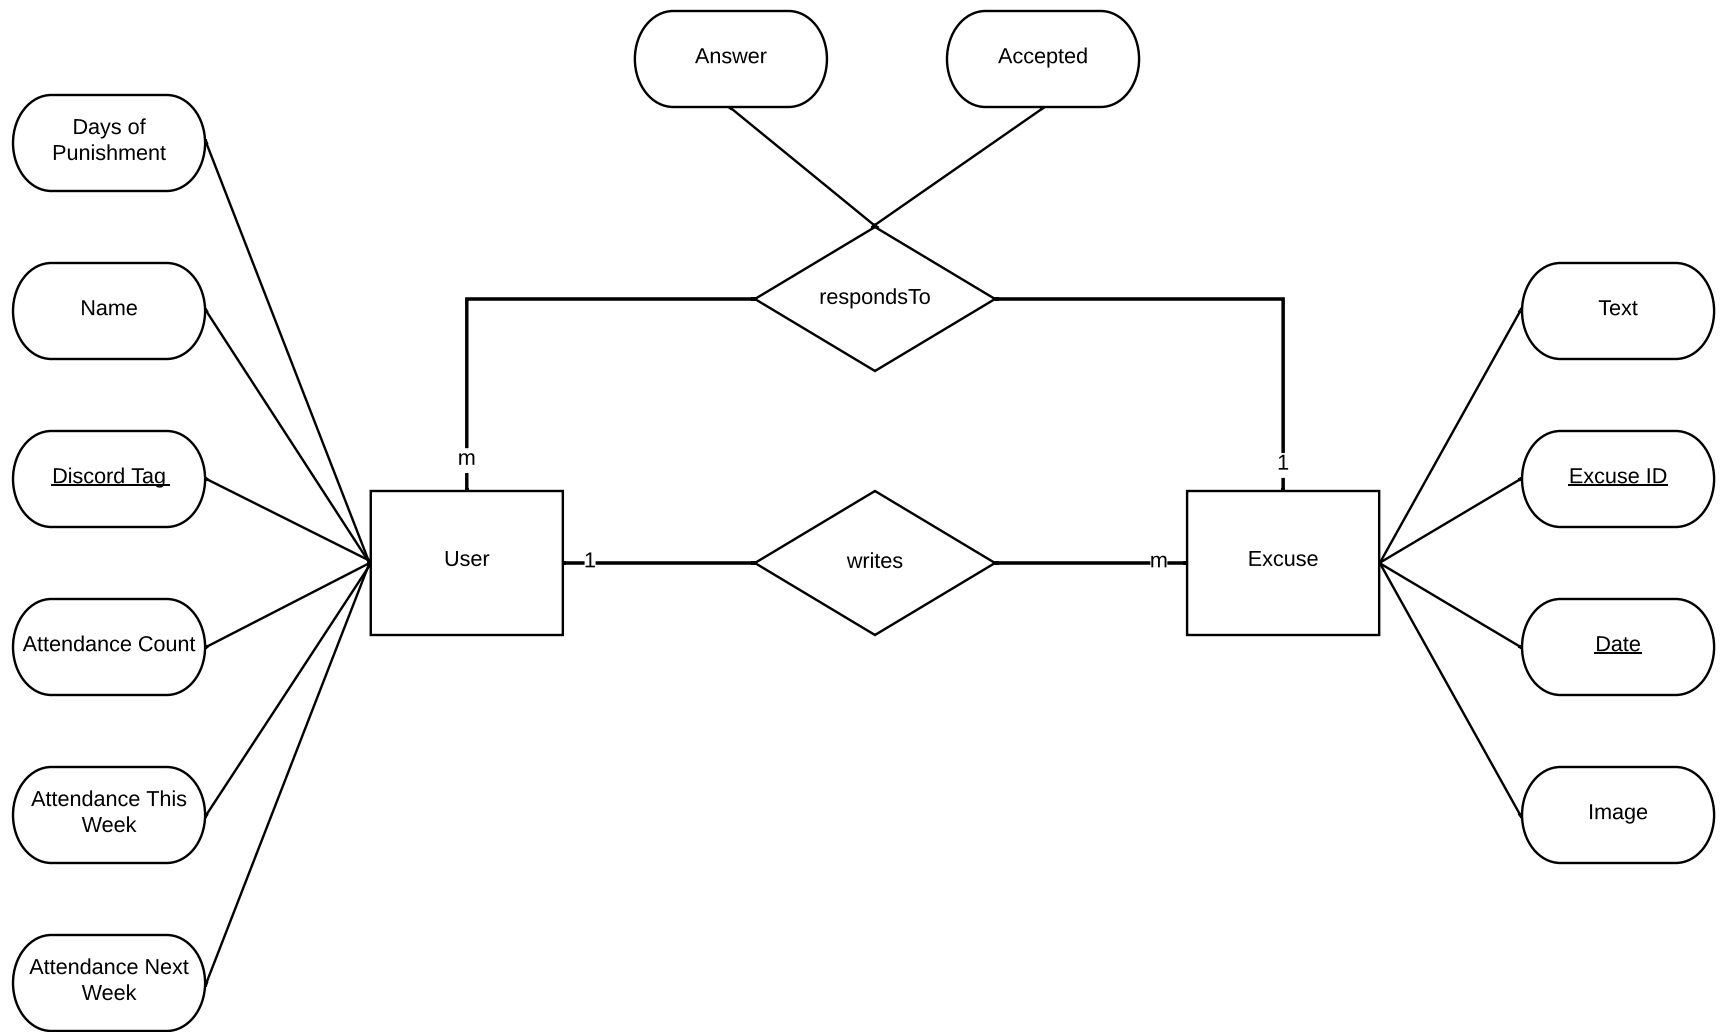 Answer
Accepted
Days of
Punishment
Name
respondsTo
Text
Discord Tag
m
1
Excuse ID
User
1
writes
m
Excuse
Attendance Count
Date
Attendance This
Week
Image
Attendance Next
Week